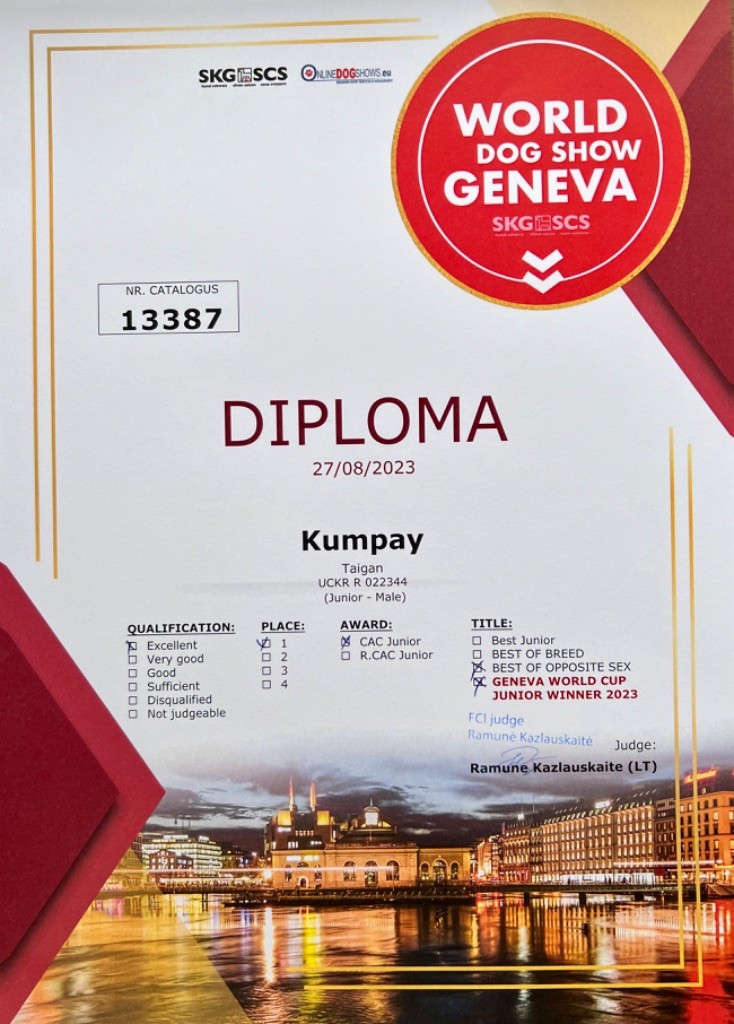 SKG SCS
ONLINEDOGSHOWS.eu
WORLD
DOG SHOW
GENEVA
SKG SCS
NR. CATALOGUS
13387
DIPLOMA
27/08/2023
Kumpay
Taigan
UCKR R 022344
(Junior - Male)
QUALIFICATION:
Excellent
Very good
Good
Sufficient
Disqualified
Not judgeable
PLACE:
1
2
3
4
AWARD:
CAC Junior
R.CAC Junior
TITLE:
Best Junior
BEST OF BREED
BEST OF OPPOSITE SEX
GENEVA WORLD CUP
JUNIOR WINNER 2023
FCI judge
Ramunė Kazlauskaitė
Judge:
Ramune Kazlauskaite (LT)